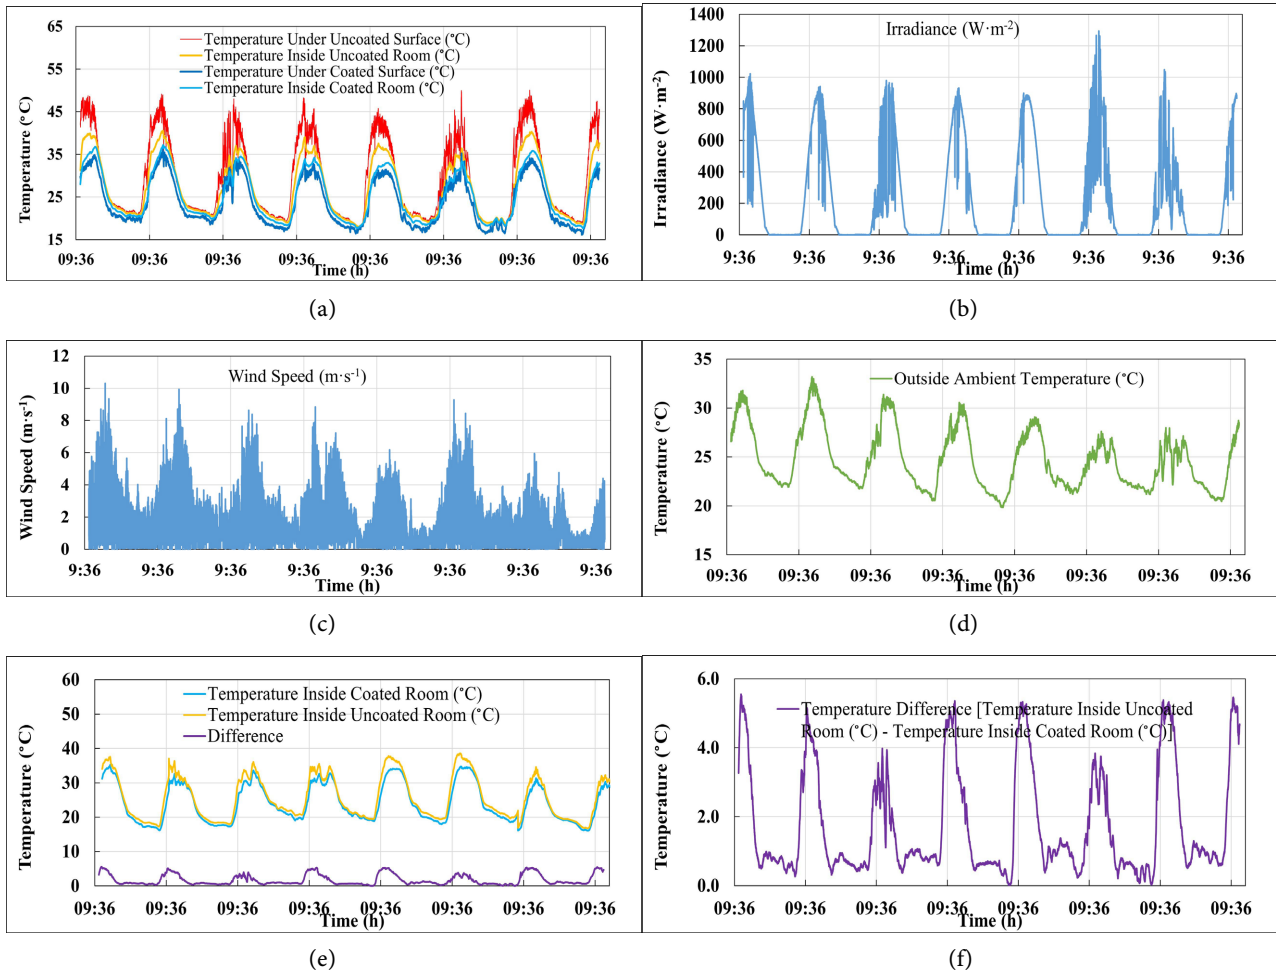 65
55
45
35
25
15
Temperature (°C)
Temperature Under Uncoated Surface (°C)
Temperature Inside Uncoated Room (°C)
Temperature Under Coated Surface (°C)
Temperature Inside Coated Room (°C)
09:36 09:36 09:36 09:36 09:36 09:36 09:36 09:36
Time (h)
(a)
1400
1200
1000
800
600
400
200
0
Irradiance (W·m-2)
Irradiance (W·m-2)
9:36 9:36 9:36 9:36 9:36 9:36 9:36 9:36
Time (h)
(b)
12
10
8
6
4
2
0
Wind Speed (m·s-1)
Wind Speed (m·s-1)
9:36 9:36 9:36 9:36 9:36 9:36 9:36 9:36
Time (h)
(c)
35
30
25
20
15
Temperature (°C)
Outside Ambient Temperature (°C)
09:36 09:36 09:36 09:36 09:36 09:36 09:36 09:36
Time (h)
(d)
60
50
40
30
20
10
0
Temperature (°C)
Temperature Inside Coated Room (°C)
Temperature Inside Uncoated Room (°C)
Difference
09:36 09:36 09:36 09:36 09:36 09:36 09:36 09:36
Time (h)
(e)
6.0
4.0
2.0
0.0
Temperature (°C)
Temperature Difference [Temperature Inside Uncoated
Room (°C) - Temperature Inside Coated Room (°C)]
09:36 09:36 09:36 09:36 09:36 09:36 09:36 09:36
Time (h)
(f)